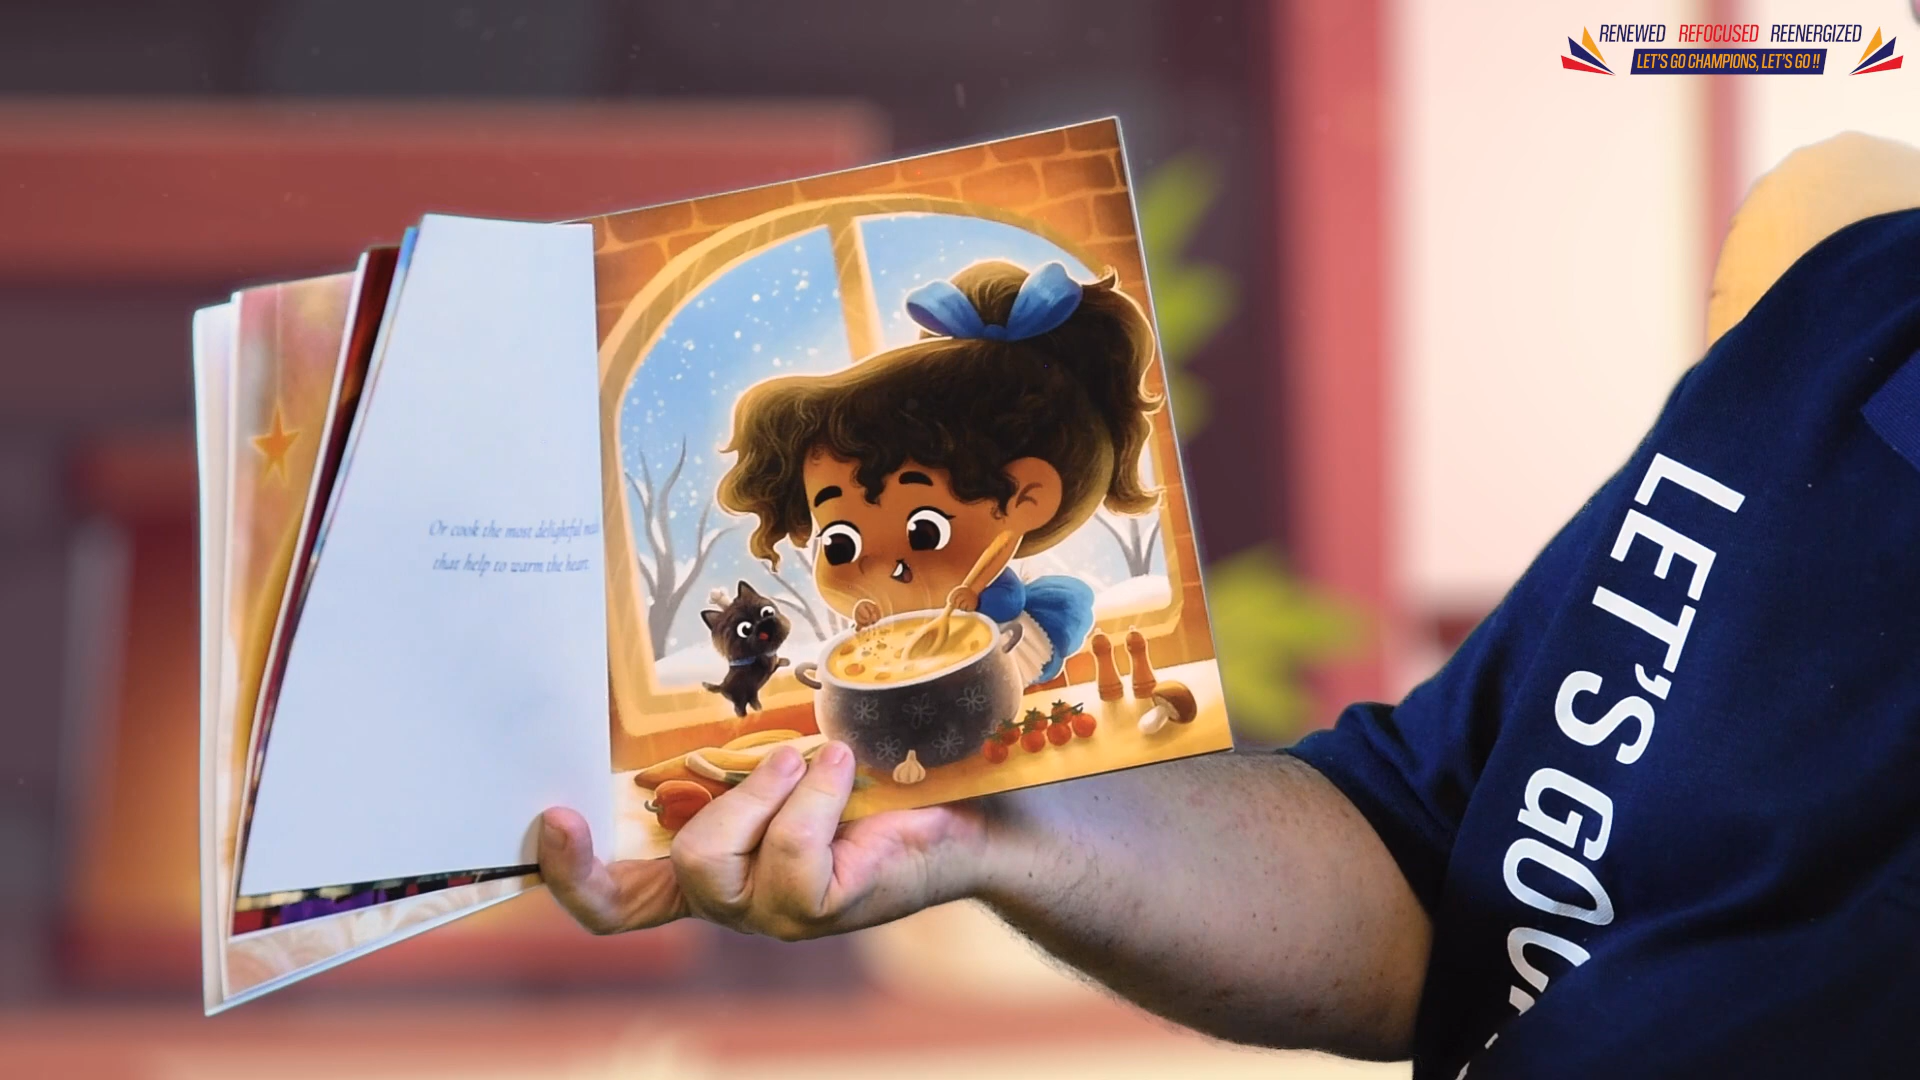 RENEWED REFOCUSED REENERGIZED
LET'S GO CHAMPIONS, LET'S GO !!
Or cook the most delightful
that help to warm the heart.
LET'S GO